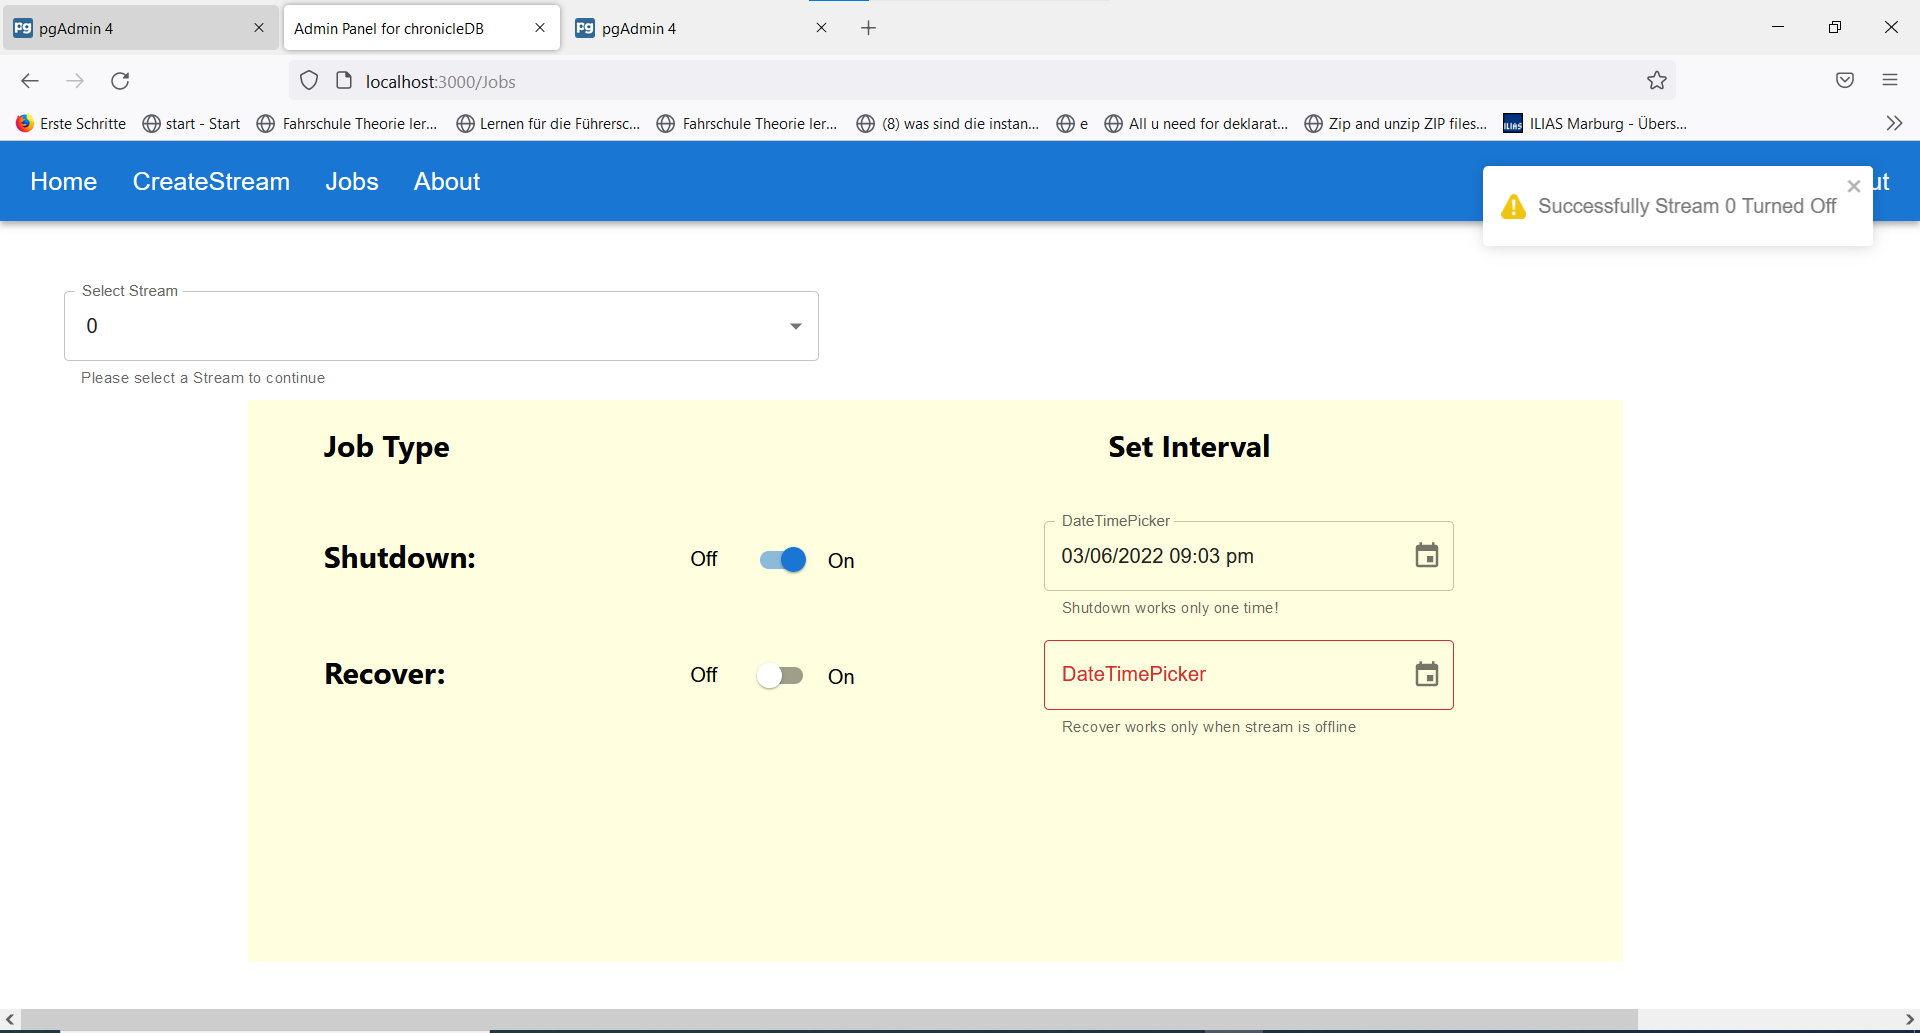 pgAdmin 4
Admin Panel for chronicleDB
pgAdmin 4
localhost:3000/Jobs
Erste Schritte
start - Start
Fahrschule Theorie ler...
Lernen für die Führersc...
Fahrschule Theorie ler...
(8) was sind die instan...
e
All u need for deklarat...
Zip and unzip ZIP files...
ILIAS Marburg - Übers...
Home CreateStream Jobs About
ut
Successfully Stream 0 Turned Off
Select Stream
0
Please select a Stream to continue
Job Type Set Interval
DateTimePicker
Shutdown: Off On 03/06/2022 09:03 pm
Shutdown works only one time!
Recover: Off On DateTimePicker
Recover works only when stream is offline